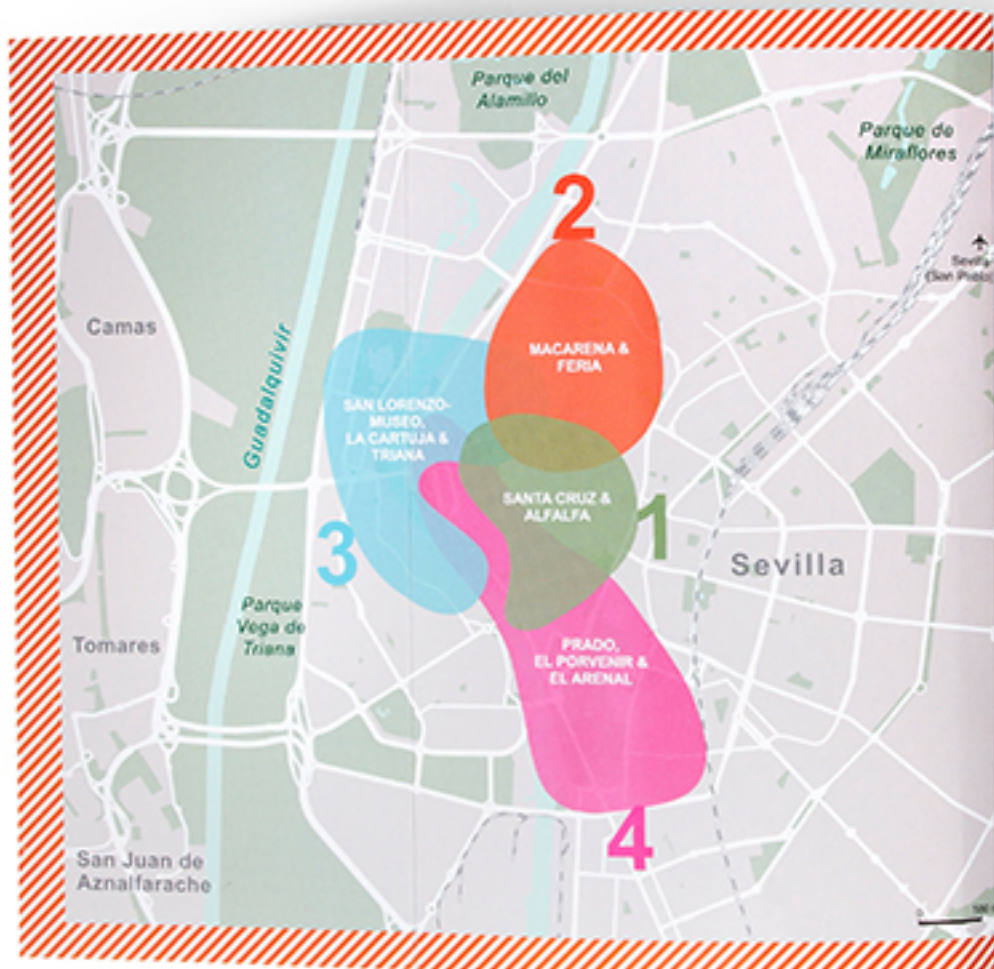 Parque del
Alamillo
Parque de
Miraflores
2
Sevilla
(San Pablo)
Camas
Guadalquivir
MACARENA &
FERIA
SAN LORENZO-
MUSEO,
LA CARTUJA &
TRIANA
SANTA CRUZ &
ALFALFA
1
3
Sevilla
Parque
Vega de
Triana
Tomares
PRADO,
EL PORVENIR &
EL ARENAL
4
San Juan de
Aznalfarache
0